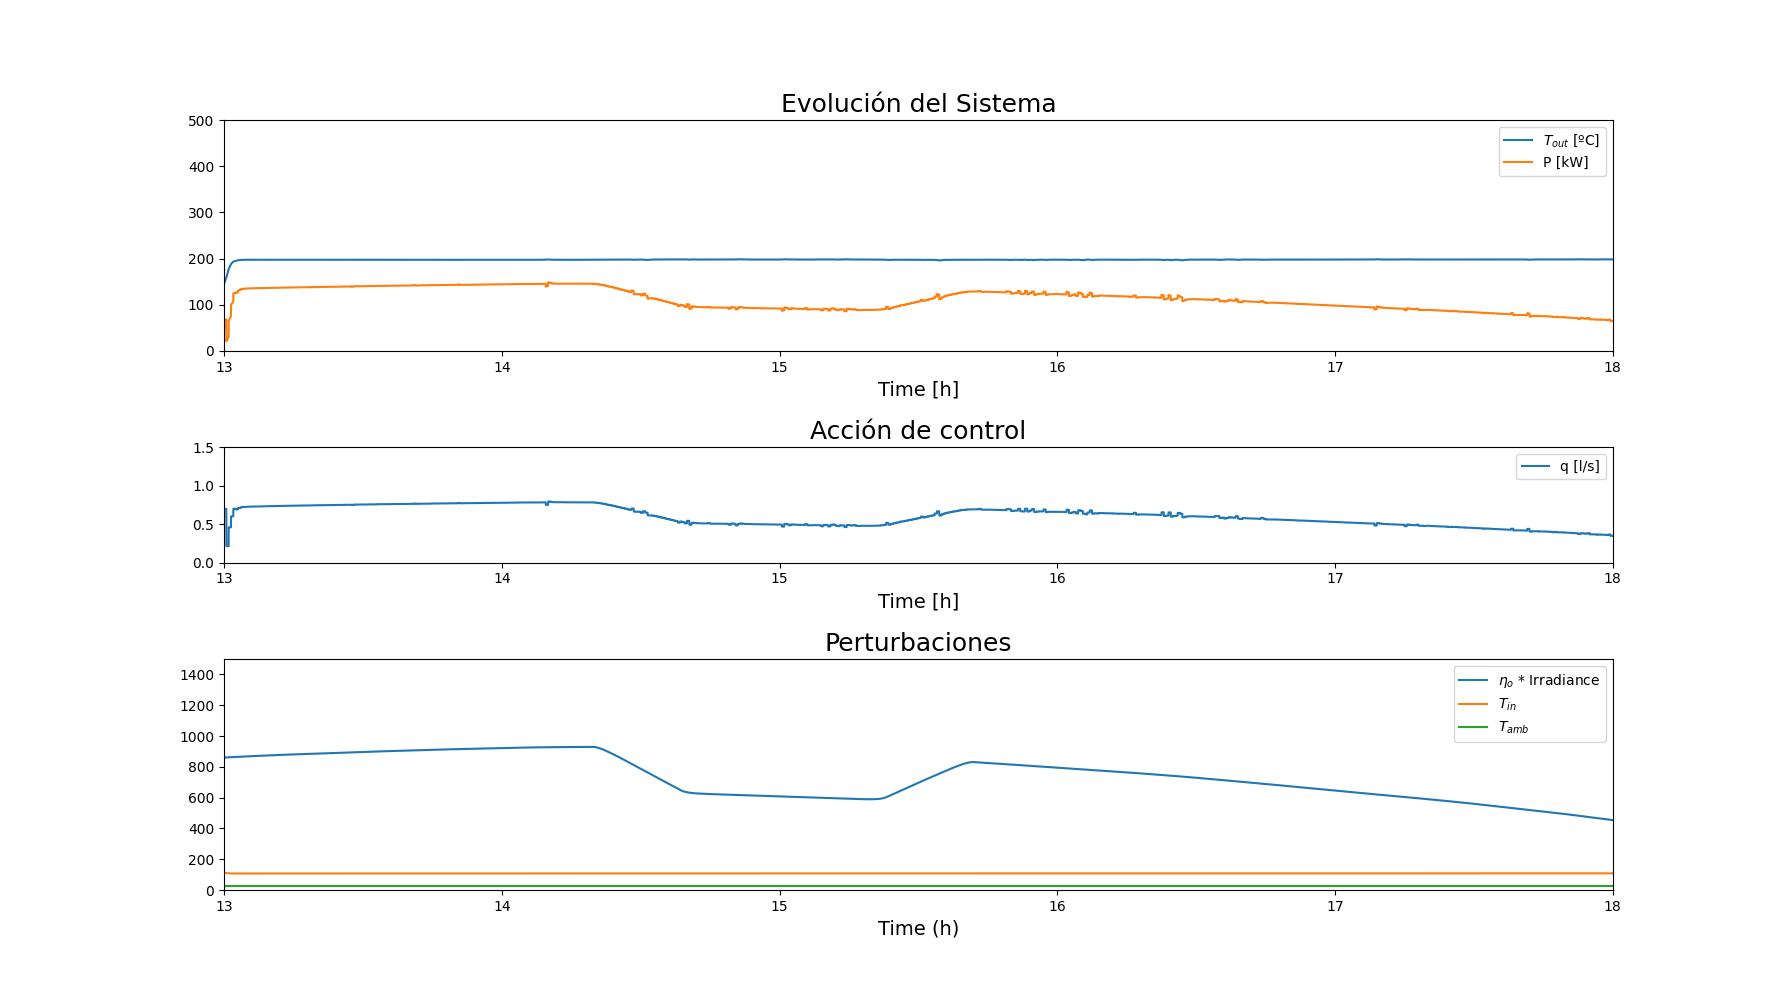 Evolución del Sistema
500
400
300
200
100
0
T_out [ºC]
P [kW]
13 14 15 16 17 18
Time [h]
Acción de control
1.5
1.0
0.5
0.0
q [l/s]
13 14 15 16 17 18
Time [h]
Perturbaciones
1400
1200
1000
800
600
400
200
0
η_o * Irradiance
T_in
T_amb
13 14 15 16 17 18
Time (h)